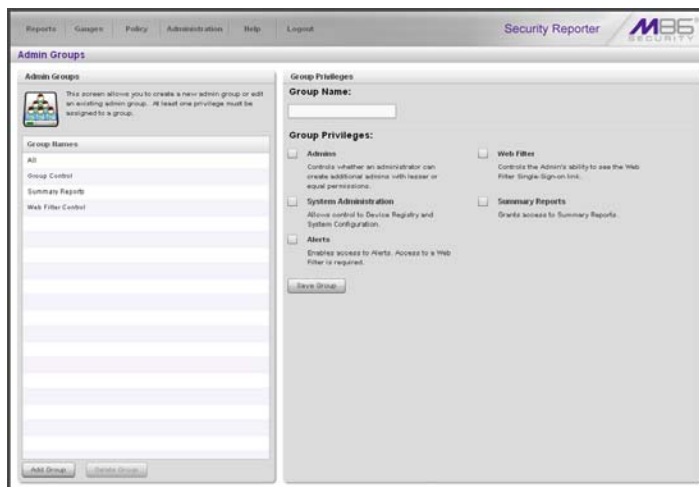 Reports Gauges Policy Administration Help Logout
Security Reporter
M86
SECURITY
Admin Groups
Admin Groups
This screen allows you to create a new admin group or edit
an existing admin group. At least one privilege must be
assigned to a group.
Group Names
All
Group Control
Summary Reports
Web Filter Control
Add Group Delete Group
Group Privileges
Group Name:
Group Privileges:
Admins
Controls whether an administrator can
create additional admins with lesser or
equal permissions.
Web Filter
Controls the Admin's ability to see the Web
Filter Single-Sign-on link.
System Administration
Allows control to Device Registry and
System Configuration.
Summary Reports
Grants access to Summary Reports.
Alerts
Enables access to Alerts. Access to a Web
Filter is required.
Save Group